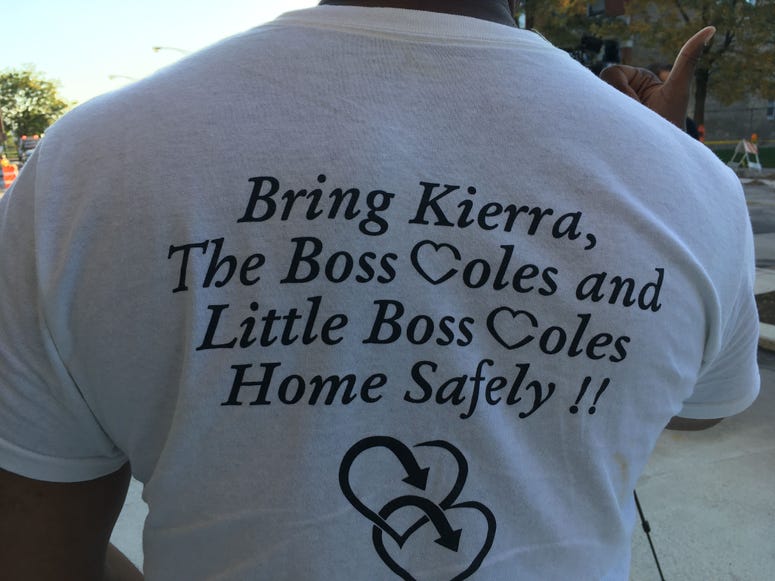 Bring Kierra,
The Boss Coles and
Little Boss Coles
Home Safely !!